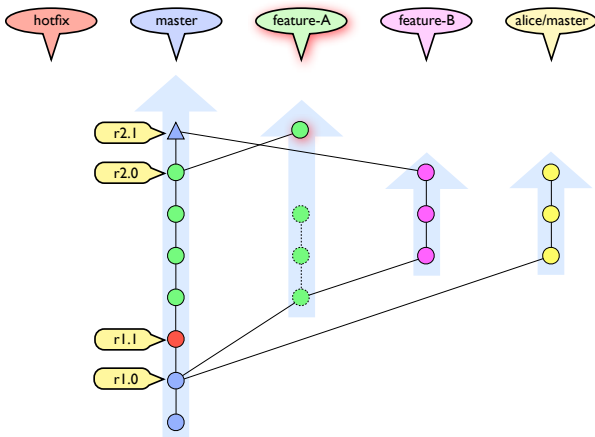 hotfix
master
feature-A
feature-B
alice/master
r2.1
r2.0
r1.1
r1.0